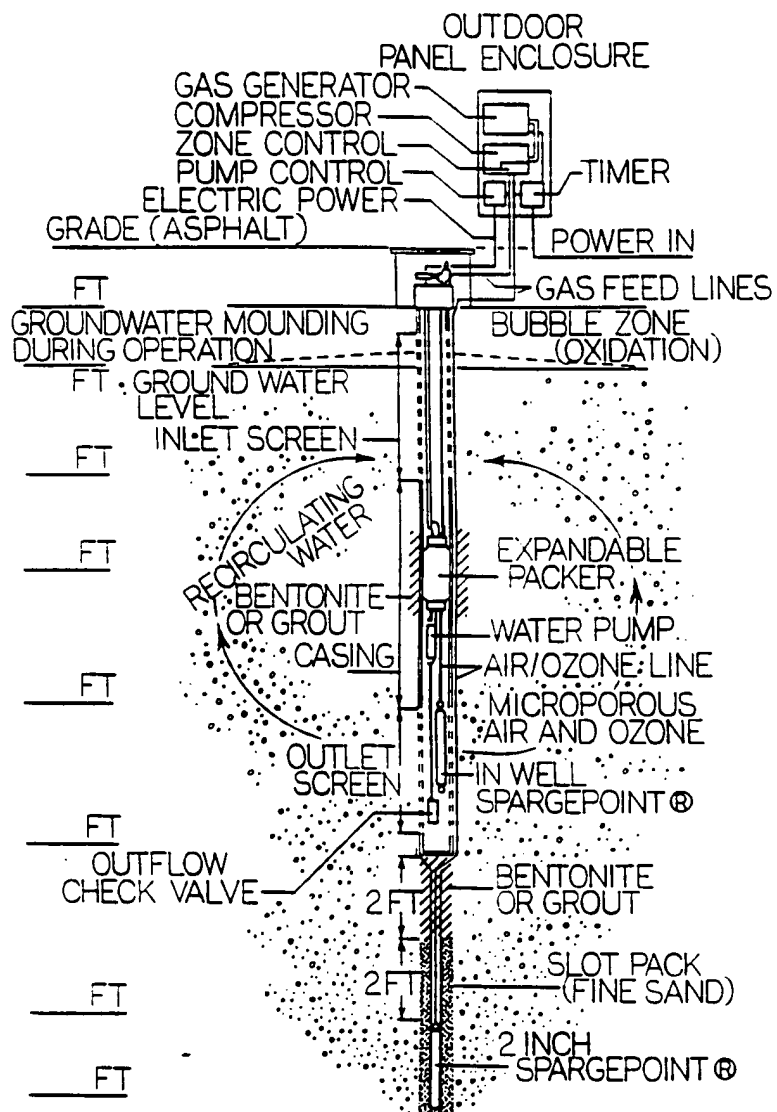 OUTDOOR
PANEL ENCLOSURE
GAS GENERATOR
COMPRESSOR
ZONE CONTROL
PUMP CONTROL
TIMER
ELECTRIC POWER
GRADE (ASPHALT)
POWER IN
FT
GAS FEED LINES
GROUNDWATER MOUNDING
DURING OPERATION
BUBBLE ZONE
(OXIDATION)
FT
GROUND WATER
LEVEL
INLET SCREEN
FT
RECIRCULATING
WATER
FT
EXPANDABLE
PACKER
BENTONITE
OR GROUT
WATER PUMP
CASING
AIR/OZONE LINE
FT
MICROPOROUS
AIR AND OZONE
OUTLET
SCREEN
IN WELL
SPARGEPOINT®
FT
OUTFLOW
CHECK VALVE
2 FT
BENTONITE
OR GROUT
2 FT
SLOT PACK
(FINE SAND)
FT
2 INCH
SPARGEPOINT®
FT